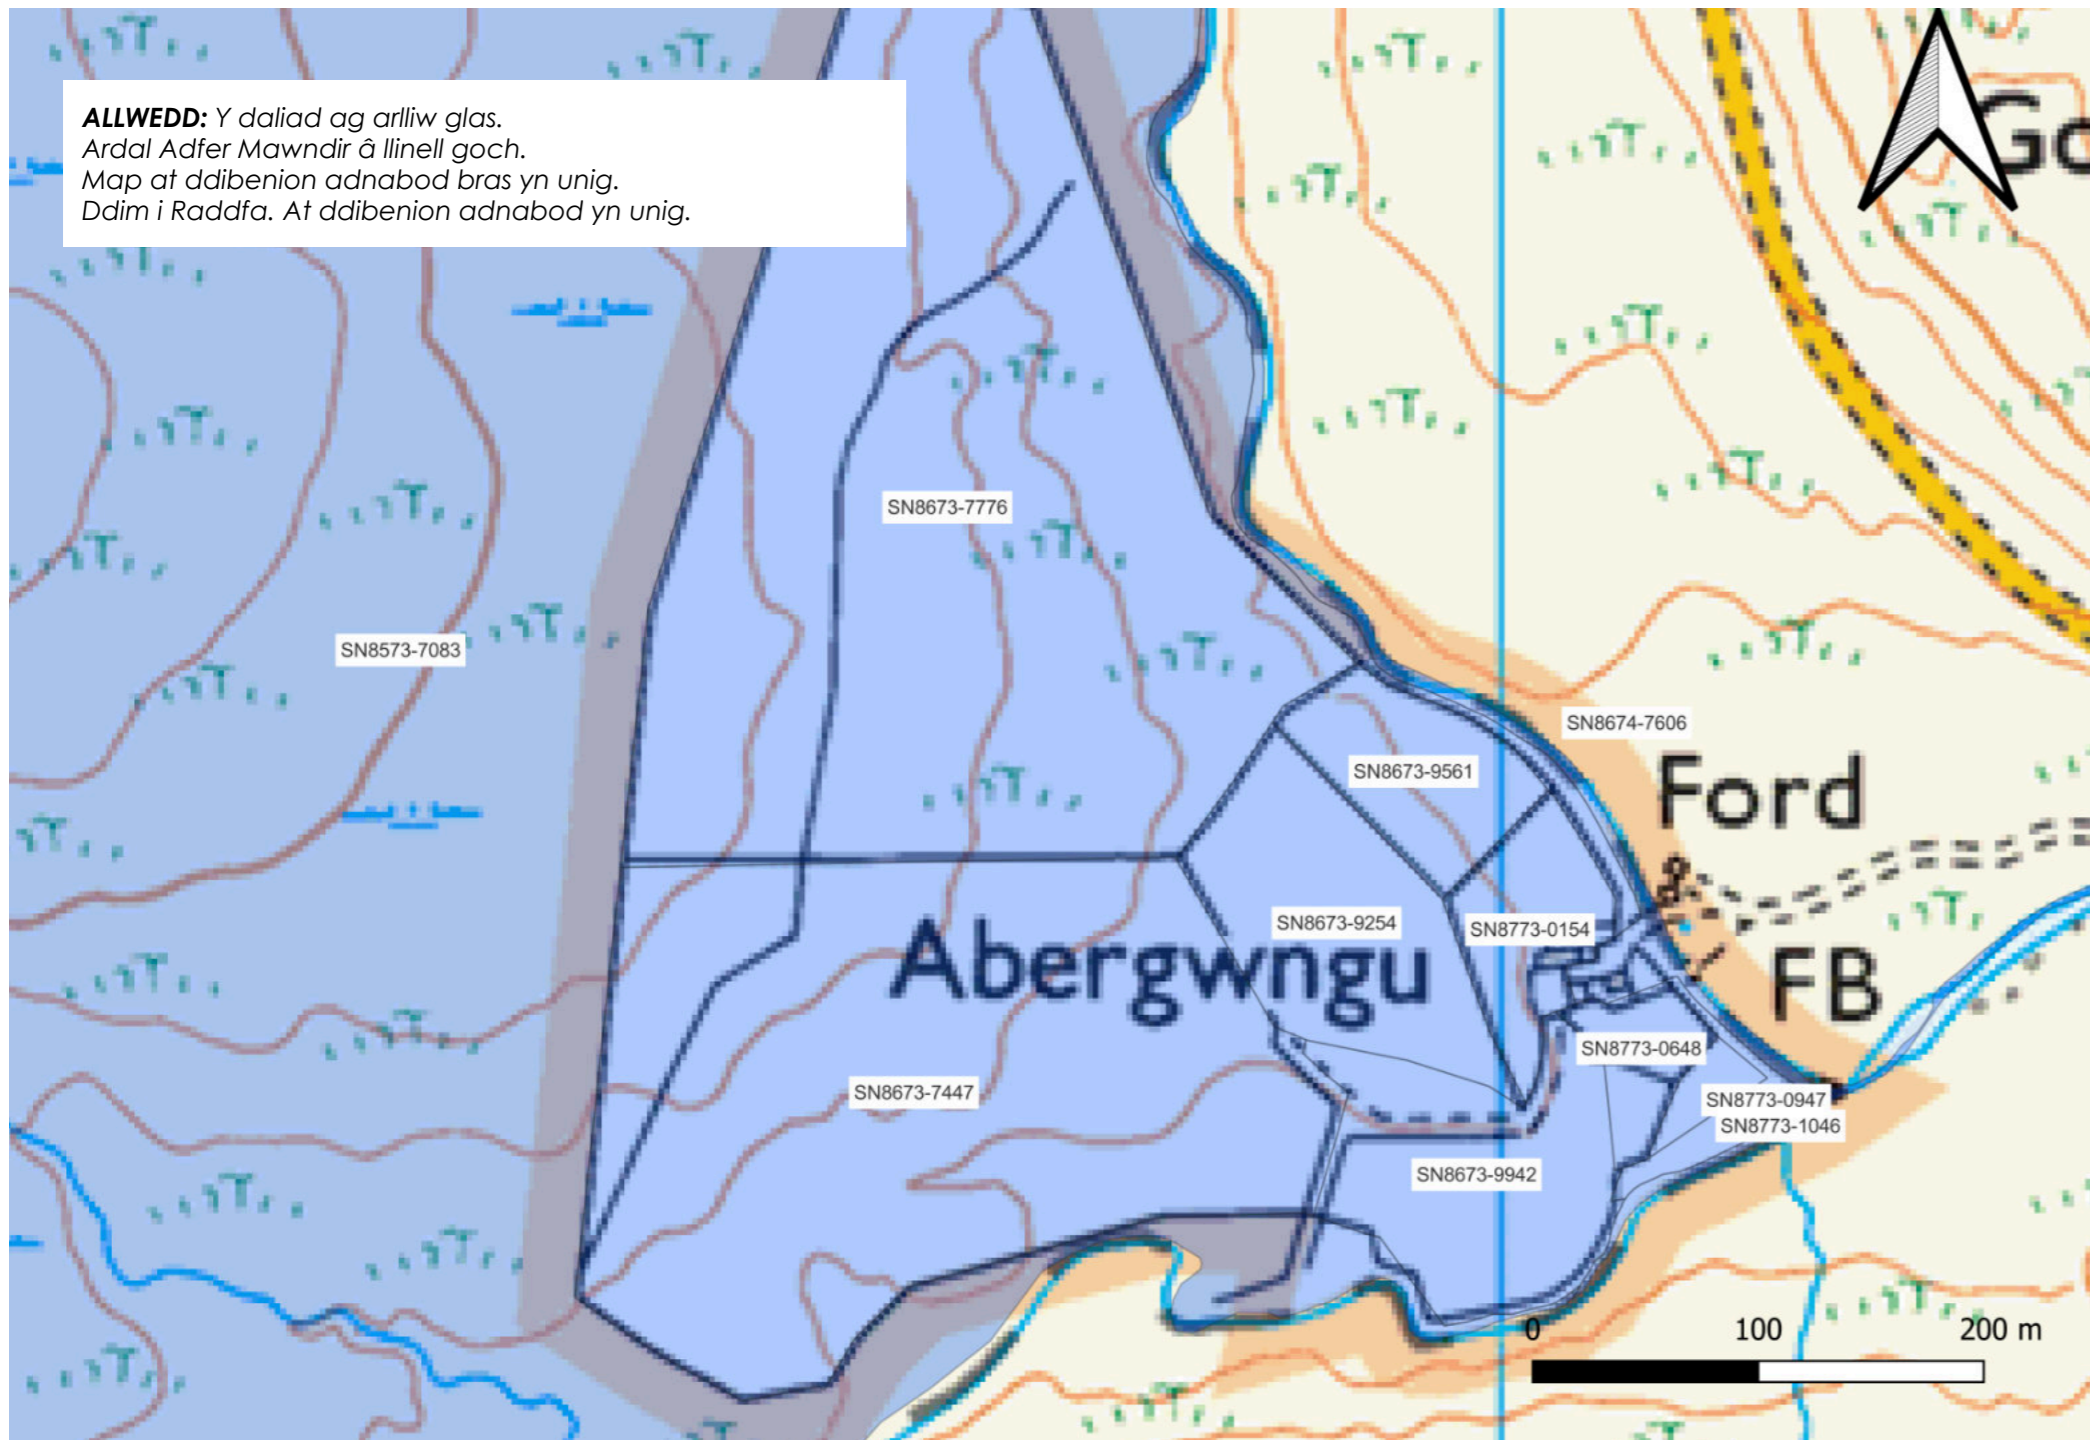 ALLWEDD: Y daliad ag arlliw glas.
Ardal Adfer Mawndir â llinell goch.
Map at ddibenion adnabod bras yn unig.
Ddim i Raddfa. At ddibenion adnabod yn unig.
Go
SN8673-7776
SN8573-7083
SN8674-7606
Ford
SN8673-9561
SN8673-9254
SN8773-0154
Abergwngu
FB
SN8773-0648
SN8673-7447
SN8773-0947
SN8773-1046
SN8673-9942
0 100 200 m